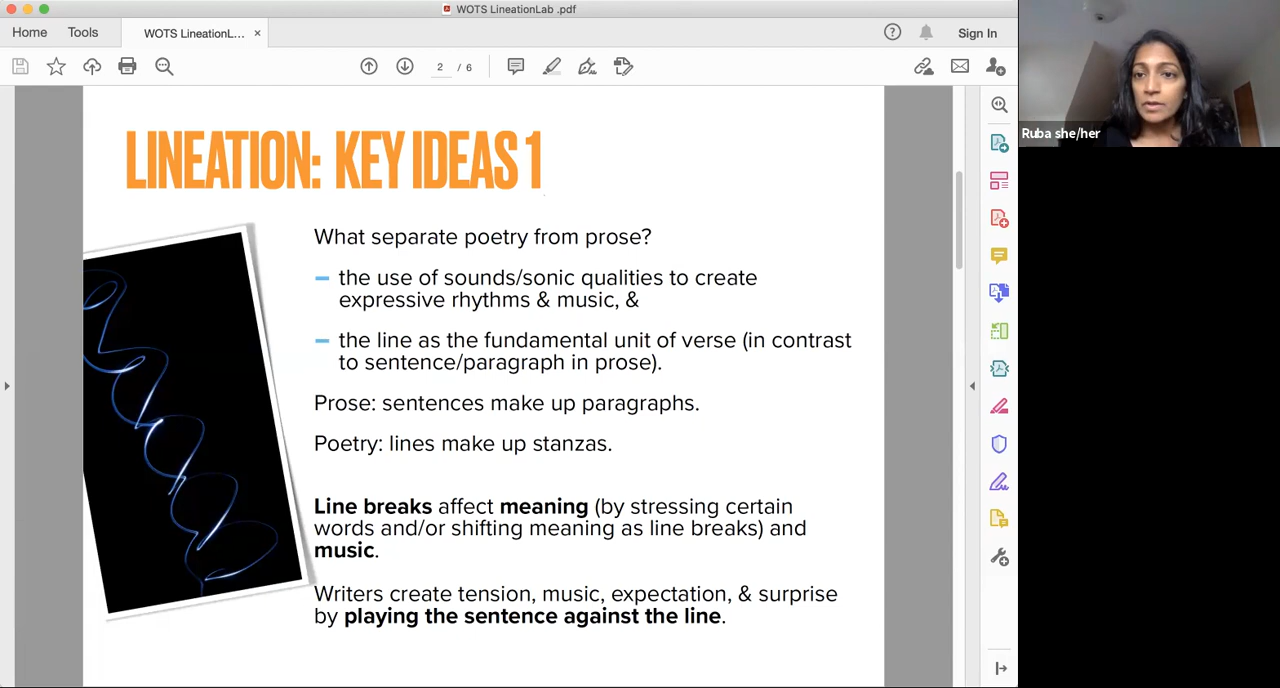 WOTS LineationLab .pdf
Home Tools WOTS LineationL... × Sign In
2 / 6
LINEATION: KEY IDEAS 1
What separate poetry from prose?
– the use of sounds/sonic qualities to create
expressive rhythms & music, &
– the line as the fundamental unit of verse (in contrast
to sentence/paragraph in prose).
Prose: sentences make up paragraphs.
Poetry: lines make up stanzas.
Line breaks affect meaning (by stressing certain
words and/or shifting meaning as line breaks) and
music.
Writers create tension, music, expectation, & surprise
by playing the sentence against the line.
Ruba she/her